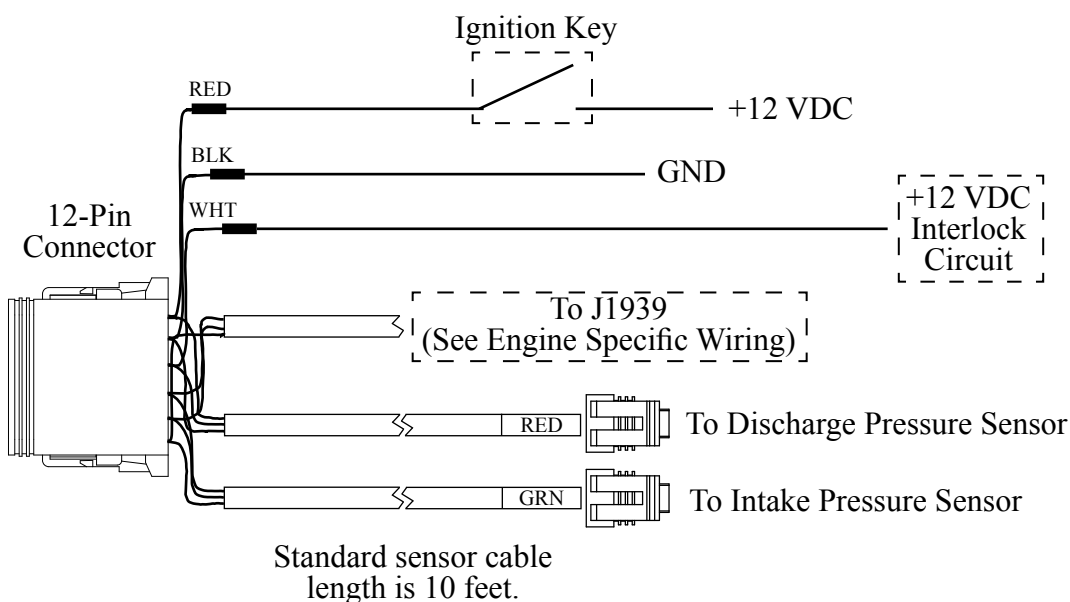 Ignition Key
RED
+12 VDC
BLK
GND
WHT
+12 VDC
Interlock
Circuit
12-Pin
Connector
To J1939
(See Engine Specific Wiring)
RED
To Discharge Pressure Sensor
GRN
To Intake Pressure Sensor
Standard sensor cable
length is 10 feet.